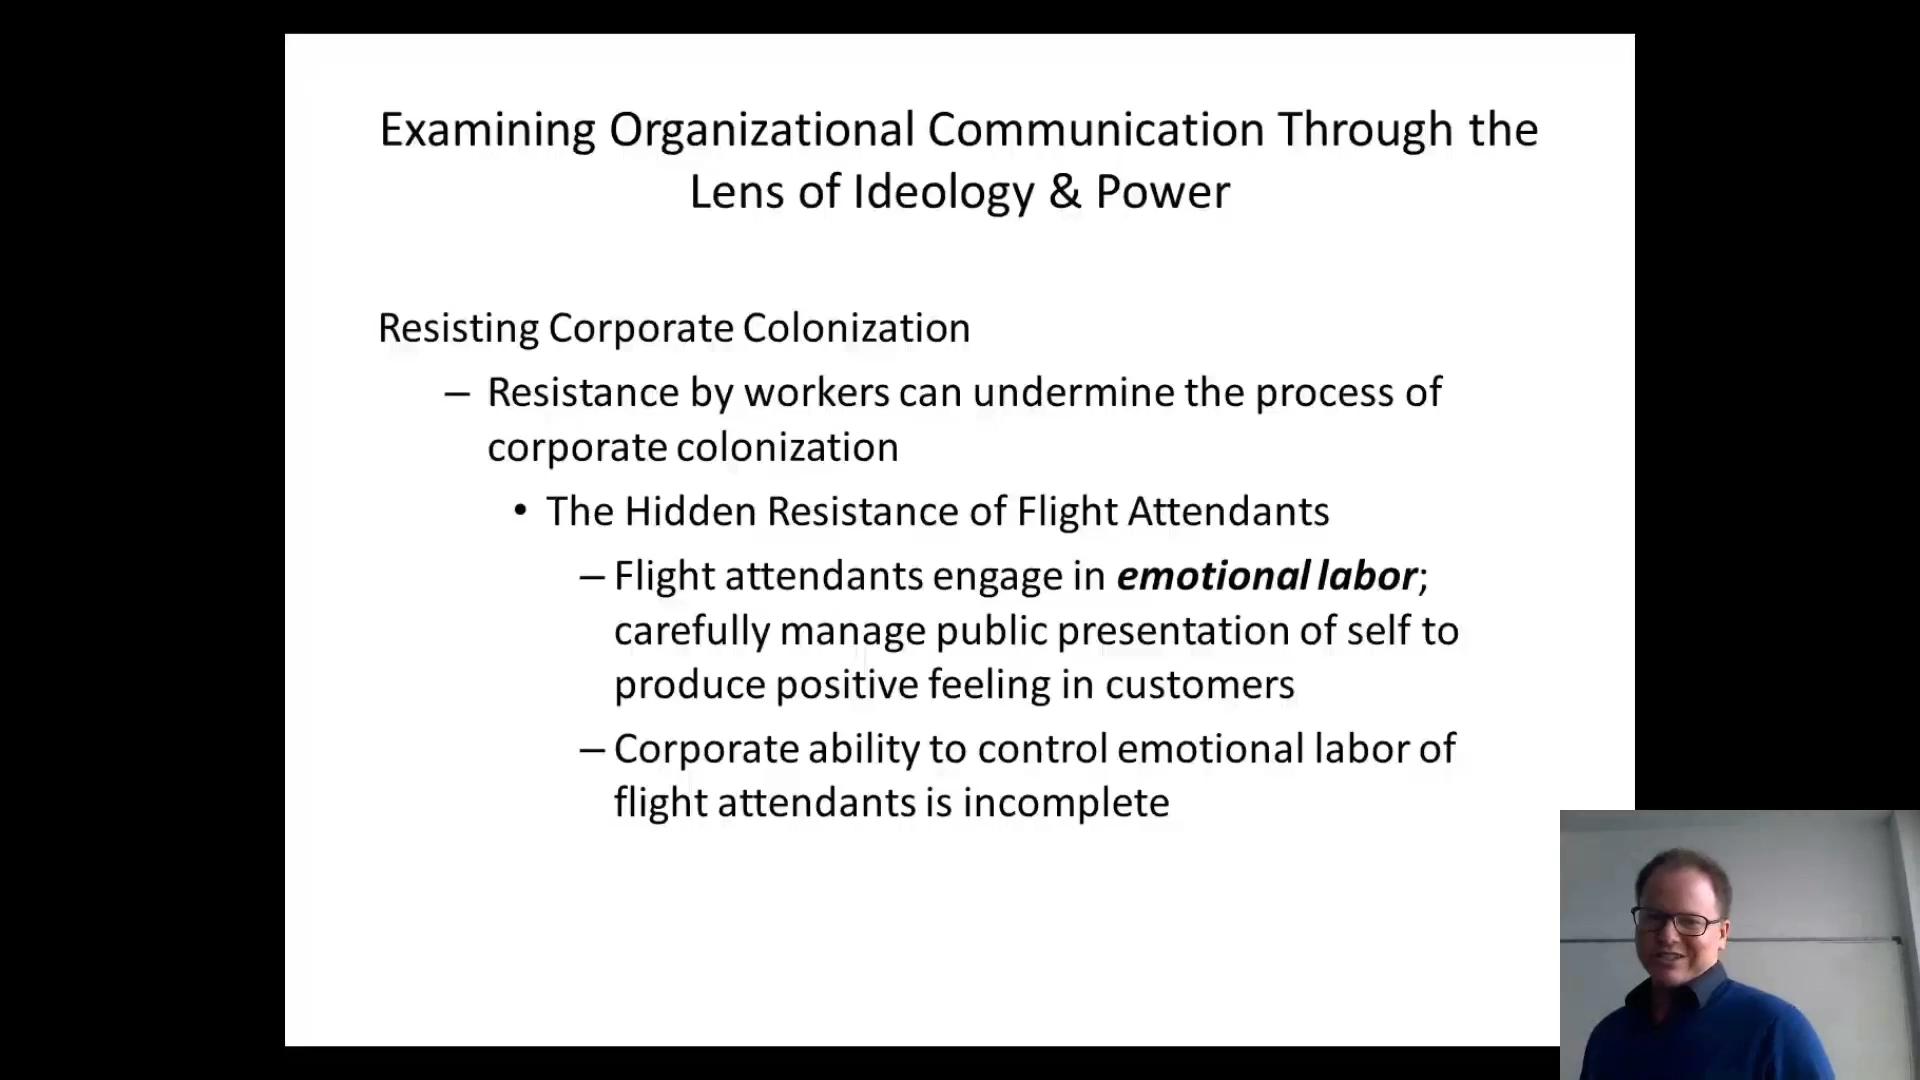 Examining Organizational Communication Through the
Lens of Ideology & Power
Resisting Corporate Colonization
– Resistance by workers can undermine the process of
corporate colonization
• The Hidden Resistance of Flight Attendants
– Flight attendants engage in emotional labor;
carefully manage public presentation of self to
produce positive feeling in customers
– Corporate ability to control emotional labor of
flight attendants is incomplete